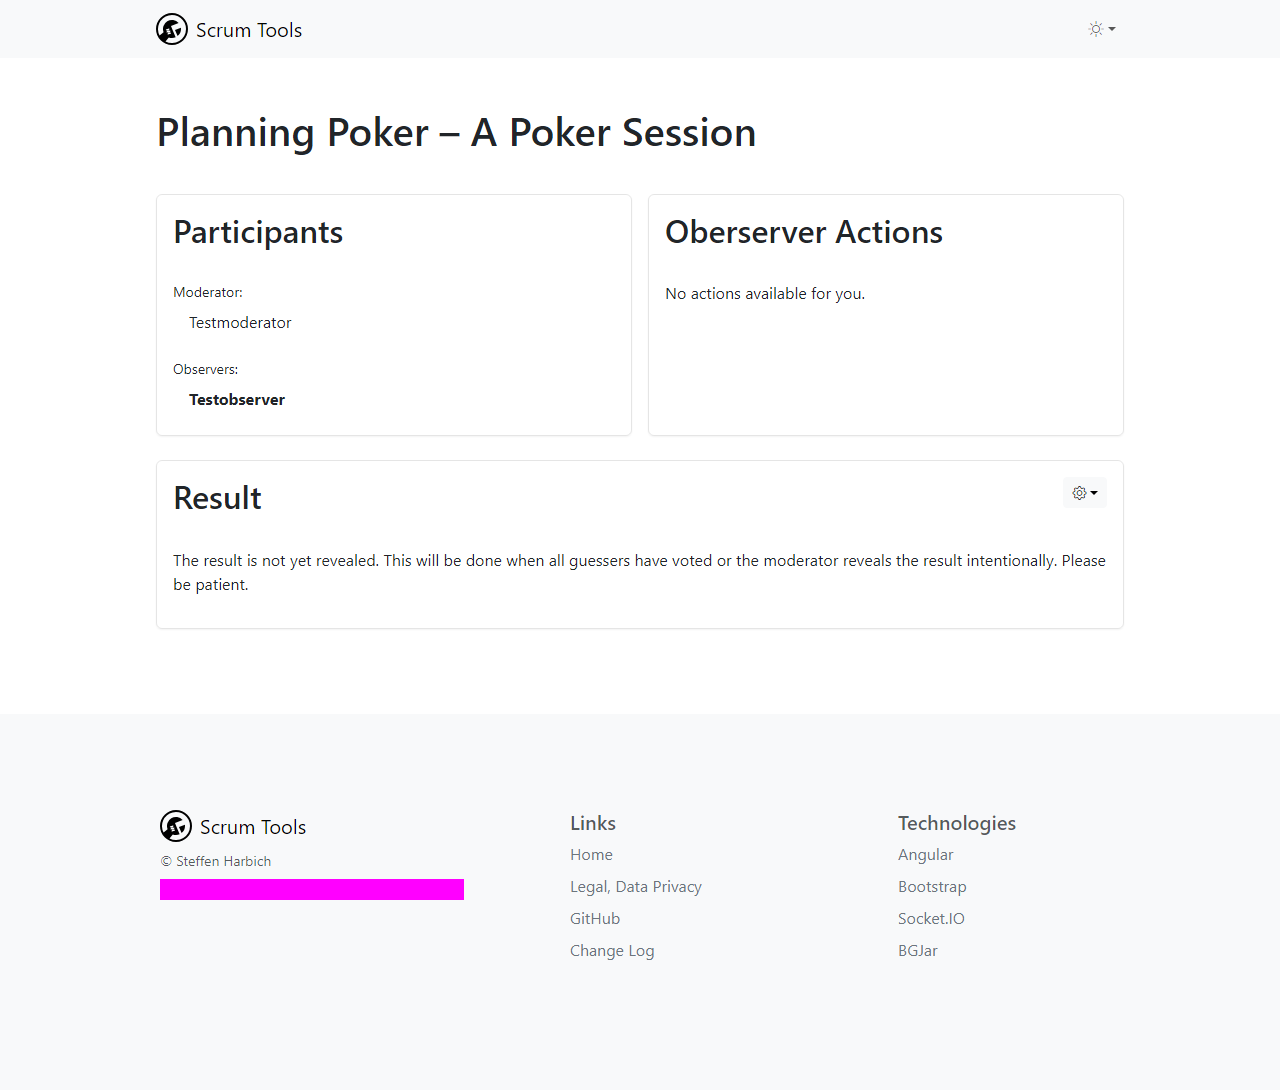 Scrum Tools
Planning Poker – A Poker Session
Participants
Moderator:
Testmoderator
Observers:
Testobserver
Oberserver Actions
No actions available for you.
Result
The result is not yet revealed. This will be done when all guessers have voted or the moderator reveals the result intentionally. Please
be patient.
Scrum Tools
© Steffen Harbich
Links
Home
Legal, Data Privacy
GitHub
Change Log
Technologies
Angular
Bootstrap
Socket.IO
BGJar